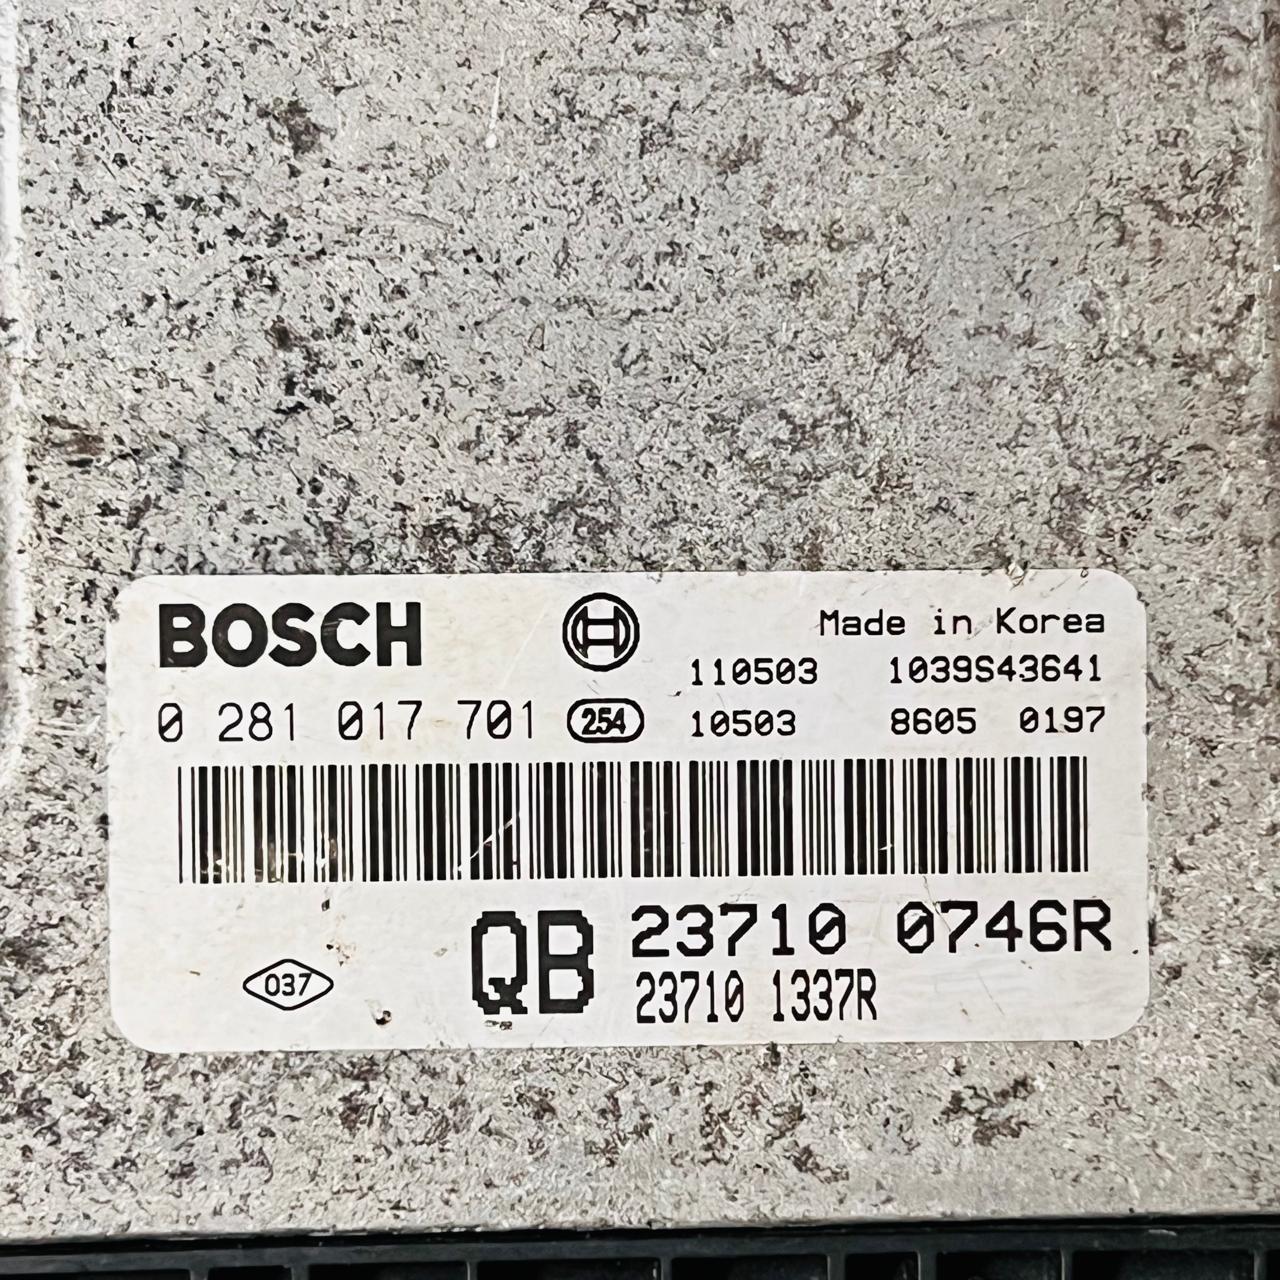 BOSCH
Made in Korea
110503 1039S43641
0 281 017 701 254 10503 8605 0197
QB 23710 0746R
037
23710 1337R